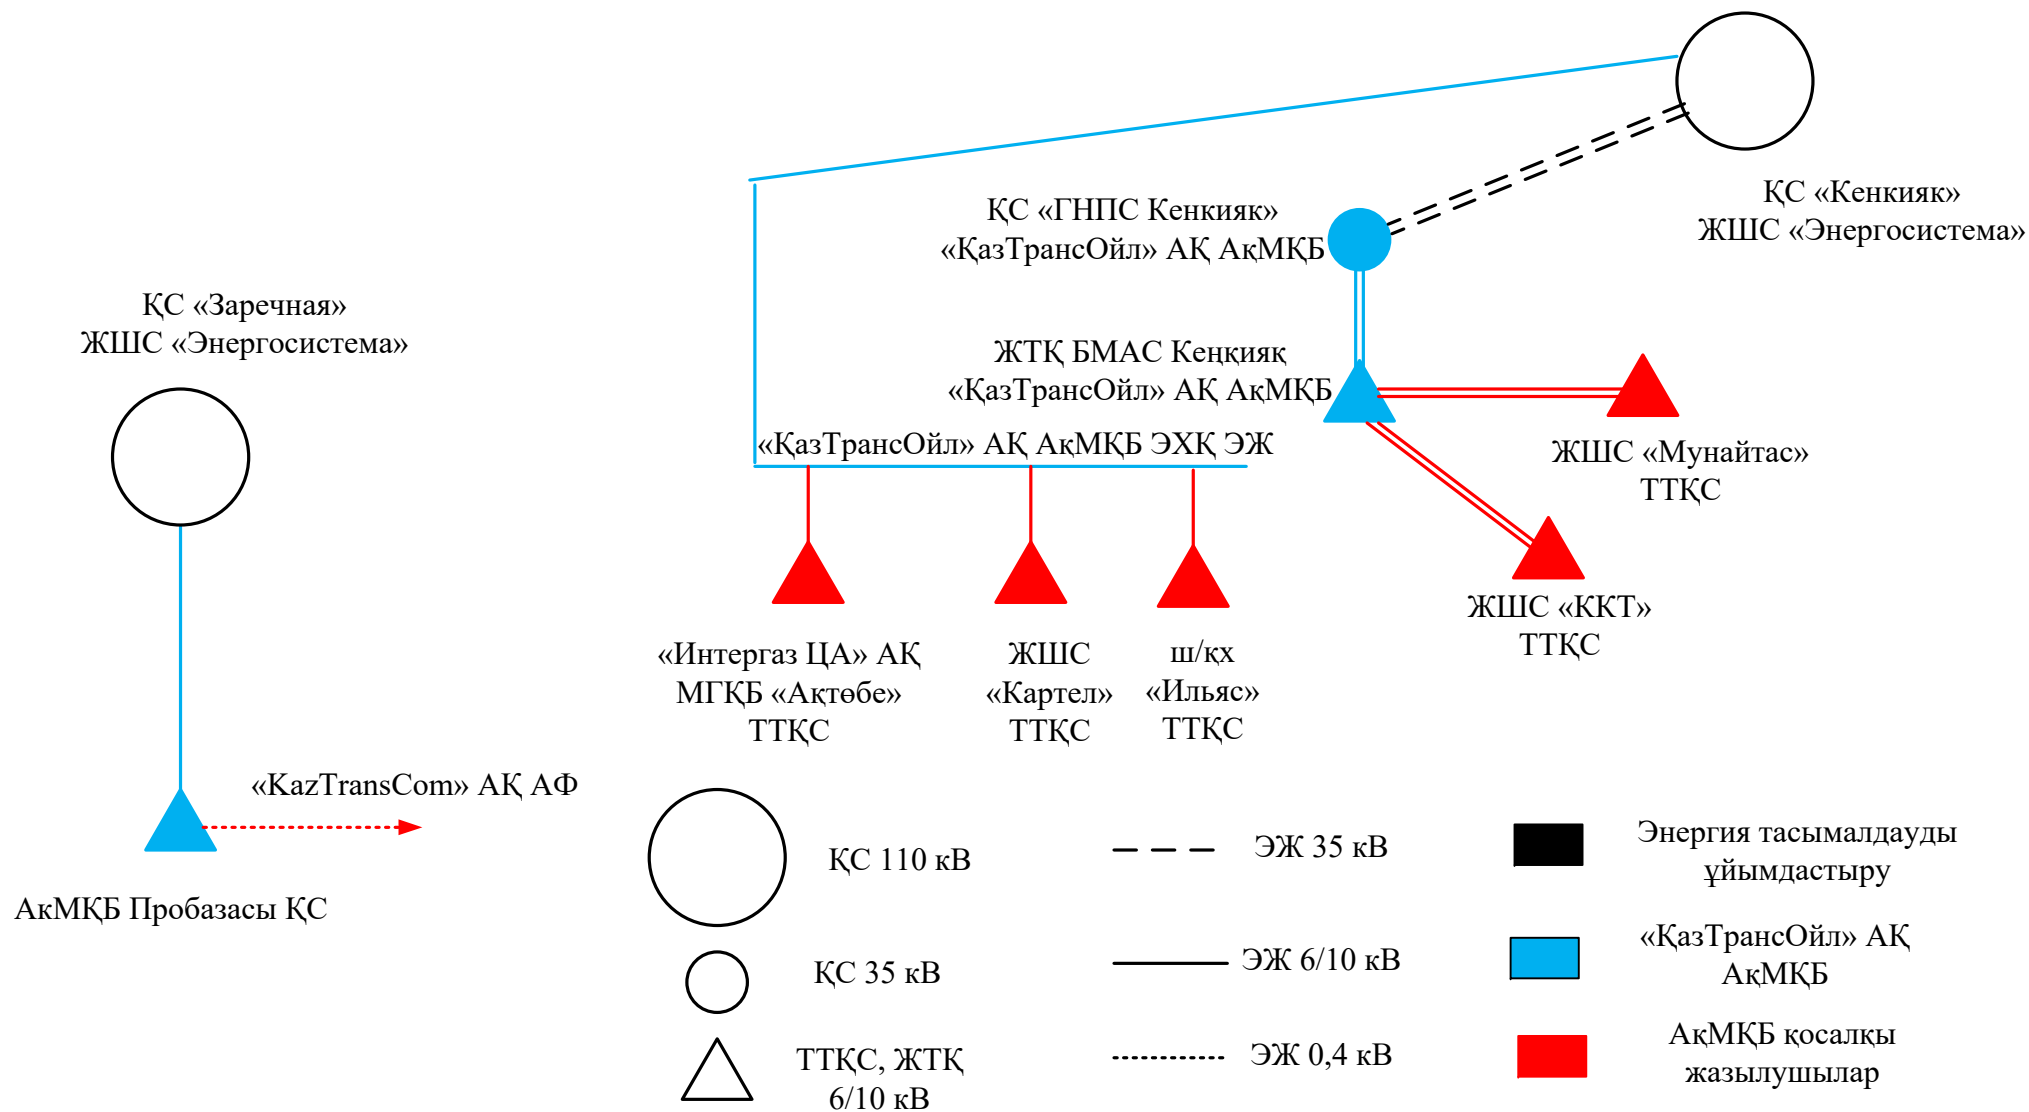 ҚС «Кенкияк»
ЖШС «Энергосистема»
ҚС «ГНПС Кенкияк»
«ҚазТрансОйл» АҚ АқМҚБ
ҚС «Заречная»
ЖШС «Энергосистема»
ЖТҚ БМАС Кеңқияқ
«ҚазТрансОйл» АҚ АқМҚБ
«ҚазТрансОйл» АҚ АқМҚБ ЭХҚ ЭЖ
ЖШС «Мунайтас»
ТТҚС
ЖШС «ККТ»
ТТҚС
«Интергаз ЦА» АҚ
МГҚБ «Ақтөбе»
ТТҚС
ЖШС
«Картел»
ТТҚС
ш/қх
«Ильяс»
ТТҚС
«KazTransCom» АҚ АФ
АкМҚБ Пробазасы ҚС
ҚС 110 кВ
ҚС 35 кВ
ТТҚС, ЖТҚ
6/10 кВ
ЭЖ 35 кВ
ЭЖ 6/10 кВ
ЭЖ 0,4 кВ
Энергия тасымалдауды
ұйымдастыру
«ҚазТрансОйл» АҚ
АқМҚБ
АқМҚБ қосалқы
жазылушылар